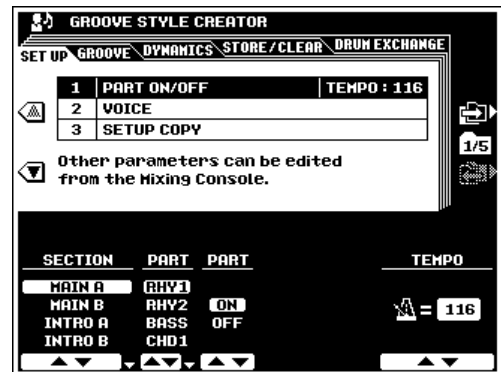 GROOVE STYLE CREATOR
SET UP GROOVE DYNAMICS STORE/CLEAR DRUM EXCHANGE
1 PART ON/OFF TEMPO : 116
2 VOICE
3 SETUP COPY
1/5
Other parameters can be edited
from the Mixing Console.
SECTION PART PART TEMPO
MAIN A RHY1
MAIN B RHY2 ON = 116
INTRO A BASS OFF
INTRO B CHD1